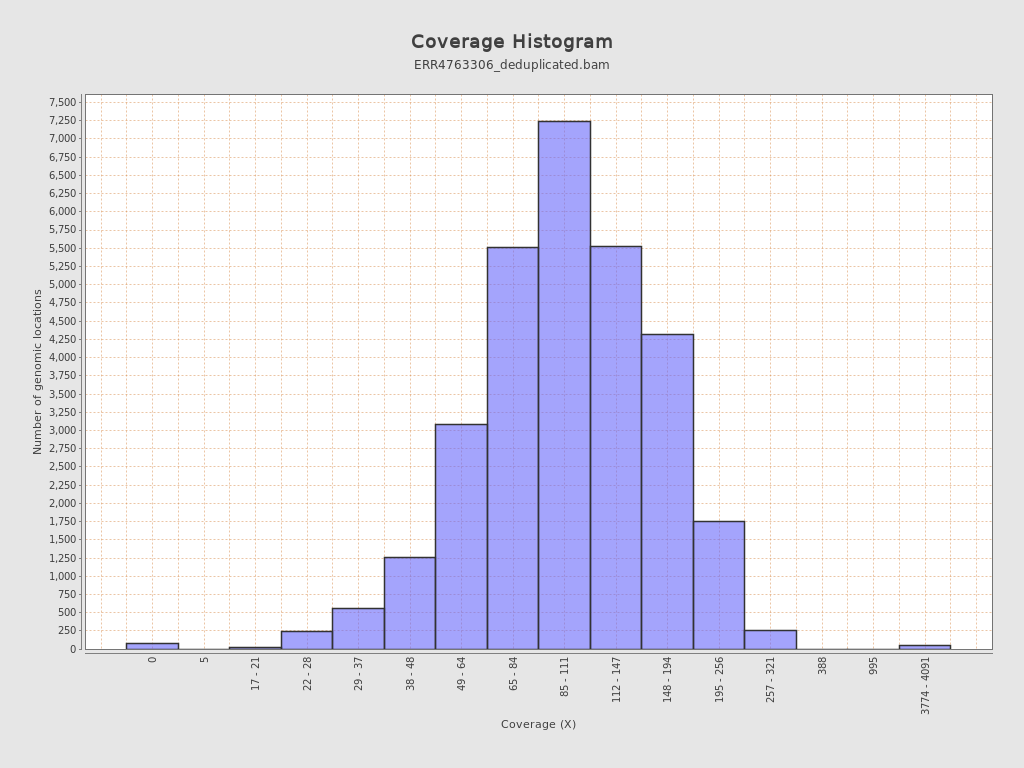 Coverage Histogram
ERR4763306_deduplicated.bam
Number of genomic locations
7,500
7,250
7,000
6,750
6,500
6,250
6,000
5,750
5,500
5,250
5,000
4,750
4,500
4,250
4,000
3,750
3,500
3,250
3,000
2,750
2,500
2,250
2,000
1,750
1,500
1,250
1,000
750
500
250
0
0
5
17 - 21
22 - 28
29 - 37
38 - 48
49 - 64
65 - 84
85 - 111
112 - 147
148 - 194
195 - 256
257 - 321
388
995
3774 - 4091
Coverage (X)